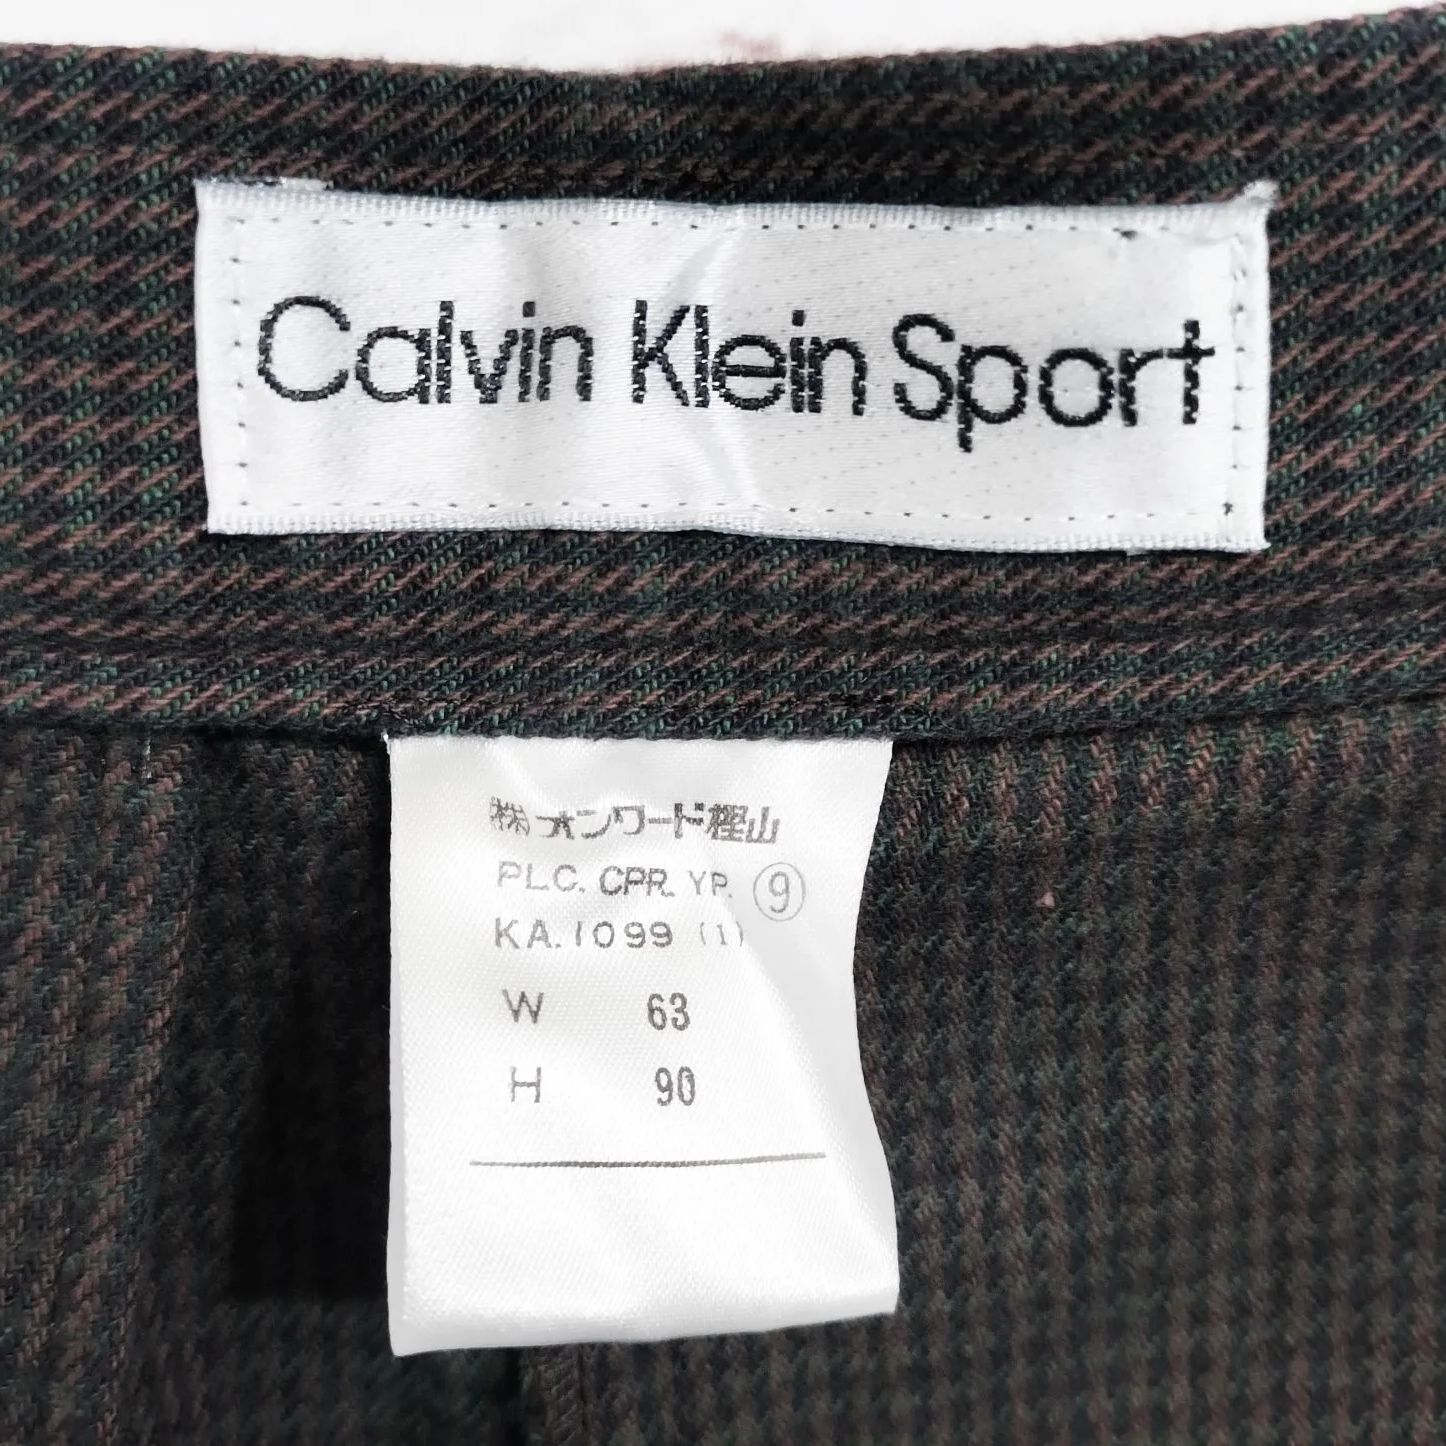 Calvin Klein Sport
㈱オンワード樫山
PLC. CPR. YP. ⑨
KA. 1099 (1)
W 63
H 90